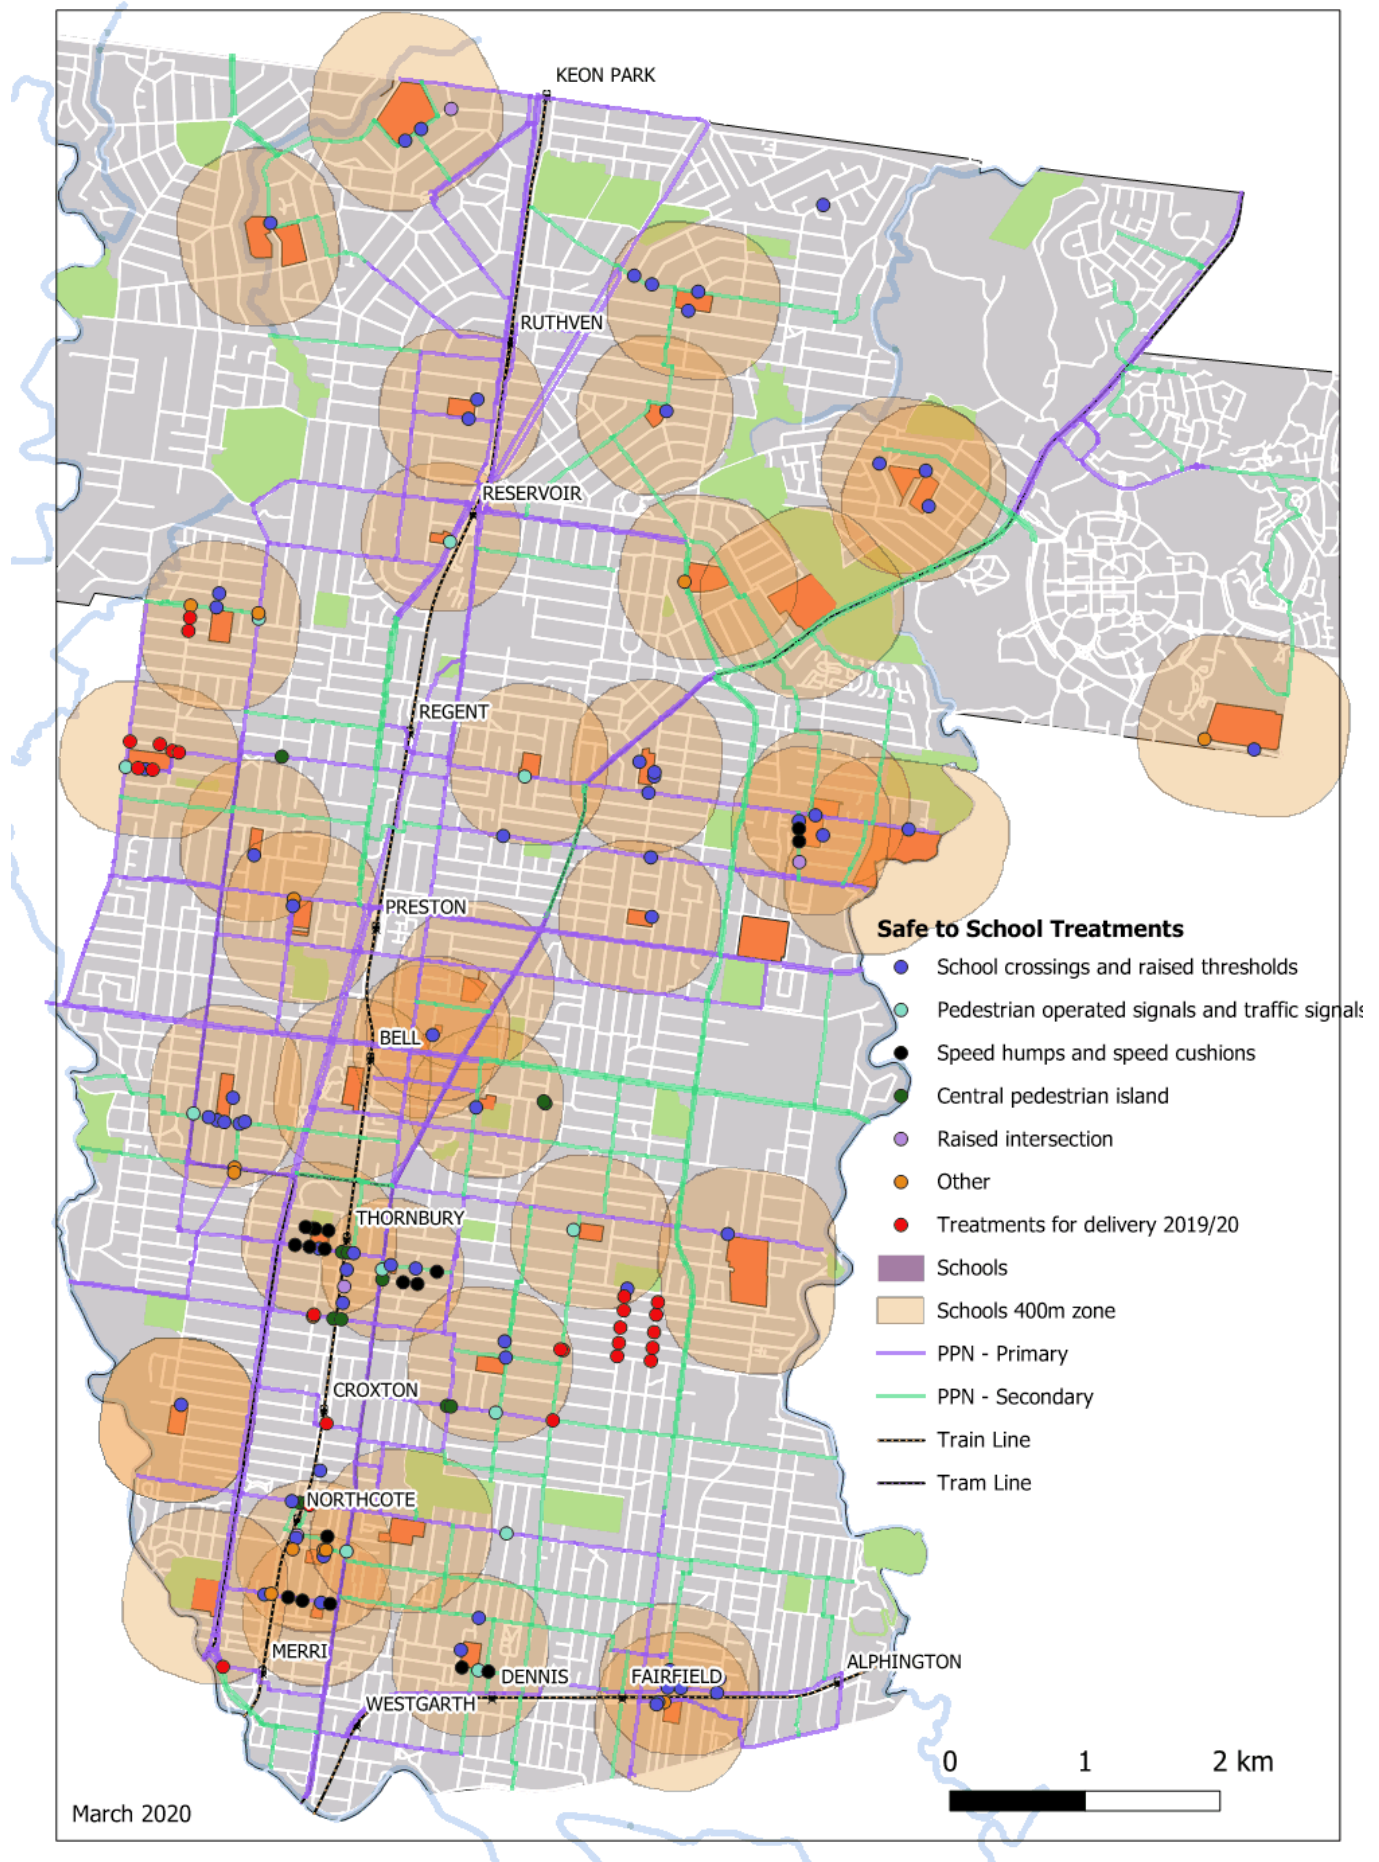 KEON PARK
RUTHVEN
RESERVOIR
REGENT
PRESTON
Safe to School Treatments
School crossings and raised thresholds
Pedestrian operated signals and traffic signals
BELL
Speed humps and speed cushions
Central pedestrian island
Raised intersection
Other
THORNBURY
Treatments for delivery 2019/20
Schools
Schools 400m zone
PPN - Primary
CROXTON
PPN - Secondary
Train Line
Tram Line
NORTHCOTE
MERRI
DENNIS
FAIRFIELD
ALPHINGTON
WESTGARTH
0 1 2 km
March 2020